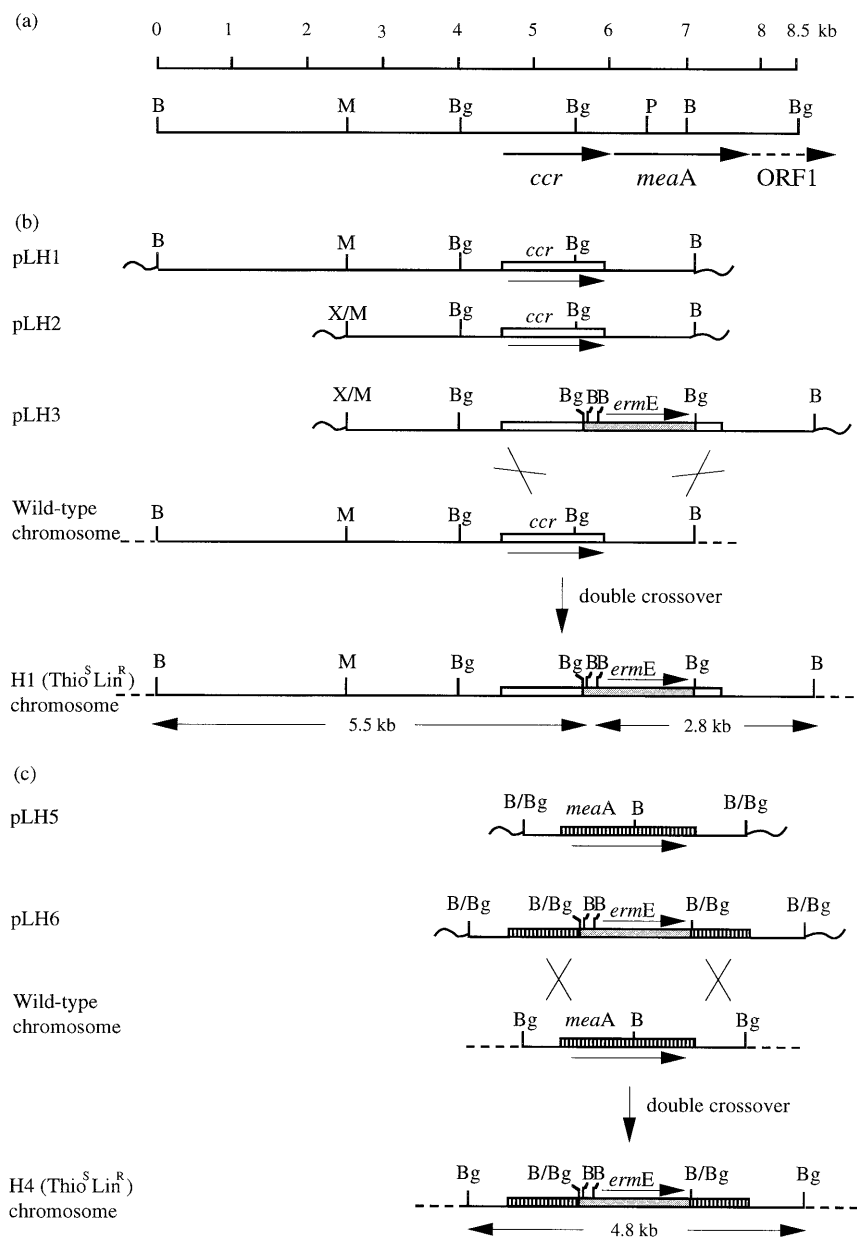 (a)
0 1 2 3 4 5 6 7 8 8.5 kb
B M Bg Bg P B Bg
ccr meaA ORF1
(b)
pLH1 B M Bg ccr Bg B
pLH2 X/M Bg ccr Bg B
pLH3 X/M Bg Bg BB ermE Bg B
Wild-type
chromosome B M Bg ccr Bg B
double crossover
H1 (Thio^S Lin^R)
chromosome B M Bg Bg BB ermE Bg B
5.5 kb 2.8 kb
(c)
pLH5 B/Bg meaA B B/Bg
pLH6 B/Bg B/Bg BB ermE B/Bg B/Bg
Wild-type
chromosome Bg meaA B Bg
double crossover
H4 (Thio^S Lin^R)
chromosome Bg B/Bg BB ermE B/Bg Bg
4.8 kb